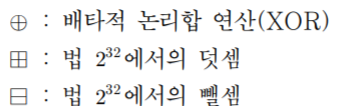 ⊕ : 배타적 논리합 연산(XOR)
⊞ : 법 2³²에서의 덧셈
⊟ : 법 2³²에서의 뺄셈